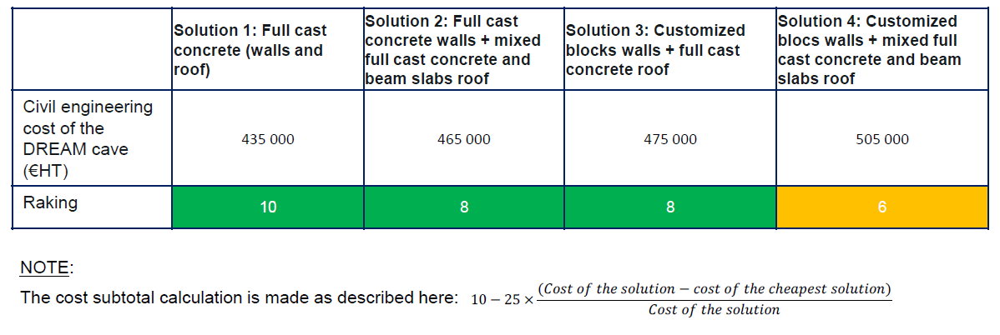 Solution 1: Full cast
concrete (walls and
roof)
Solution 2: Full cast
concrete walls + mixed
full cast concrete and
beam slabs roof
Solution 3: Customized
blocks walls + full cast
concrete roof
Solution 4: Customized
blocs walls + mixed full
cast concrete and beam
slabs roof
Civil engineering
cost of the
DREAM cave
(€HT)
435 000
465 000
475 000
505 000
Raking
10
8
8
6
NOTE:
The cost subtotal calculation is made as described here: 10 − 25 × (Cost of the solution − cost of the cheapest solution)
Cost of the solution